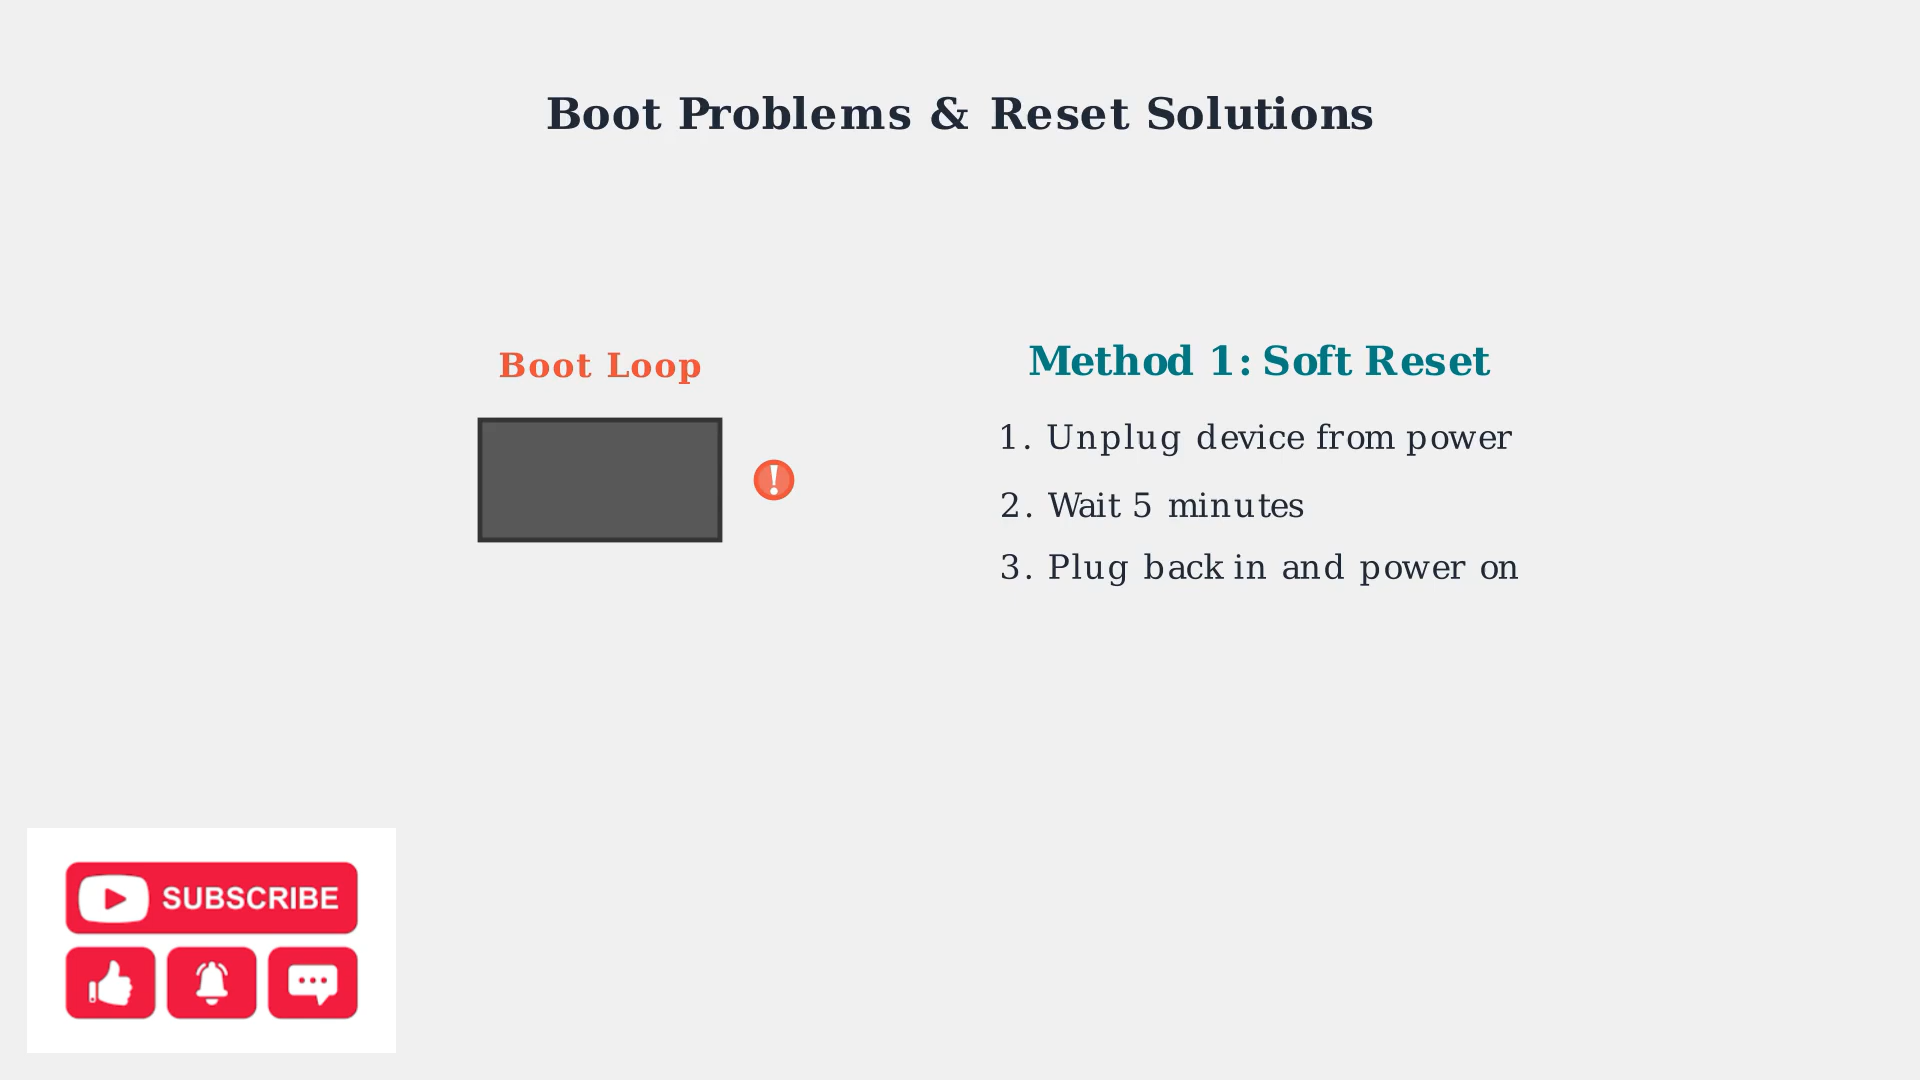 Boot Problems & Reset Solutions
Boot Loop
!
Method 1: Soft Reset
1. Unplug device from power
2. Wait 5 minutes
3. Plug back in and power on
SUBSCRIBE